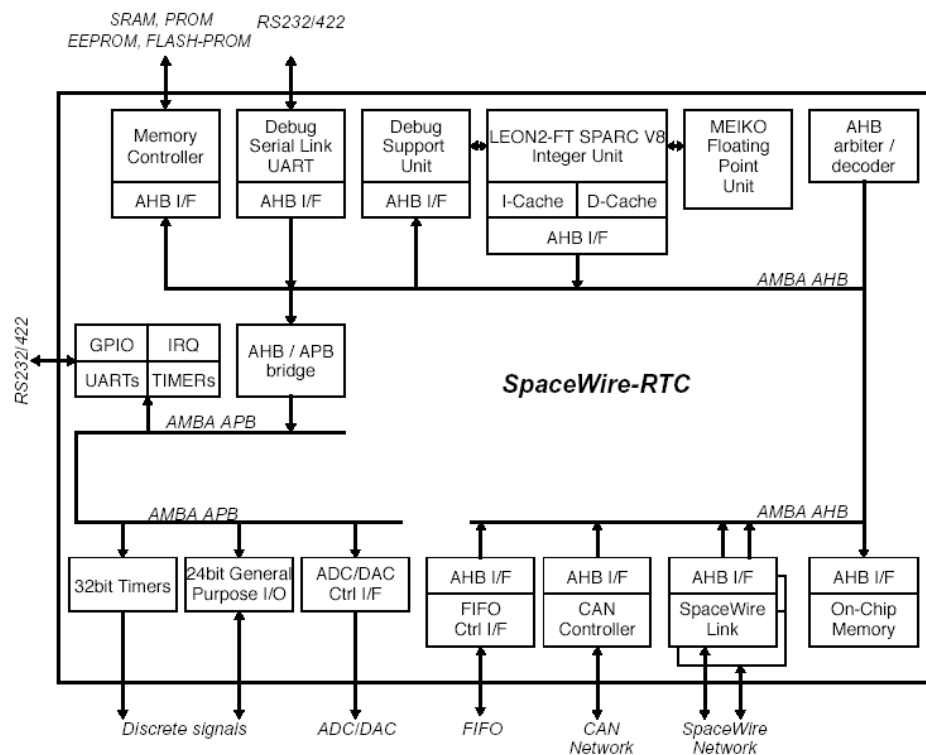 SRAM, PROM
EEPROM, FLASH-PROM
RS232/422
Memory
Controller
AHB I/F
Debug
Serial Link
UART
AHB I/F
Debug
Support
Unit
AHB I/F
LEON2-FT SPARC V8
Integer Unit
I-Cache
D-Cache
AHB I/F
MEIKO
Floating
Point
Unit
AHB
arbiter /
decoder
AMBA AHB
RS232/422
GPIO
IRQ
UARTs
TIMERs
AHB / APB
bridge
SpaceWire-RTC
AMBA APB
AMBA APB
AMBA AHB
32bit Timers
24bit General
Purpose I/O
ADC/DAC
Ctrl I/F
AHB I/F
FIFO
Ctrl I/F
AHB I/F
CAN
Controller
AHB I/F
SpaceWire
Link
AHB I/F
On-Chip
Memory
Discrete signals
ADC/DAC
FIFO
CAN
Network
SpaceWire
Network